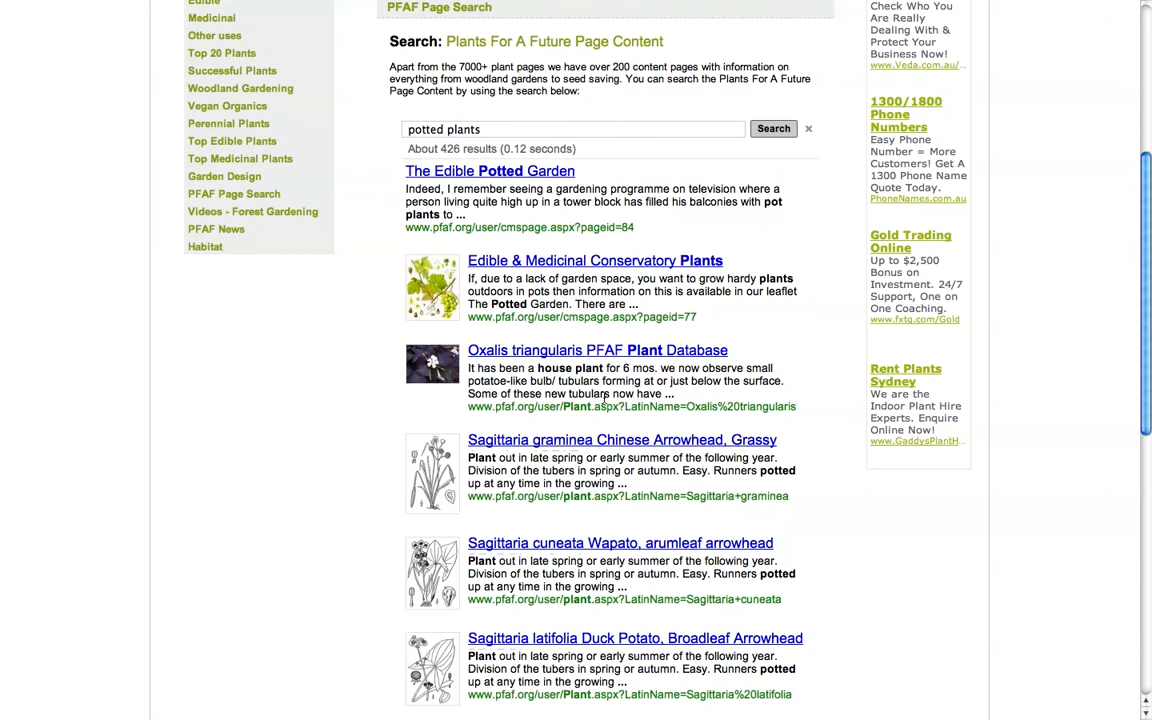 Edible
Medicinal
Other uses
Top 20 Plants
Successful Plants
Woodland Gardening
Vegan Organics
Perennial Plants
Top Edible Plants
Top Medicinal Plants
Garden Design
PFAF Page Search
Videos - Forest Gardening
PFAF News
Habitat
PFAF Page Search
Search: Plants For A Future Page Content
Apart from the 7000+ plant pages we have over 200 content pages with information on
everything from woodland gardens to seed saving. You can search the Plants For A Future
Page Content by using the search below:
potted plants
Search
×
About 426 results (0.12 seconds)
The Edible Potted Garden
Indeed, I remember seeing a gardening programme on television where a
person living quite high up in a tower block has filled his balconies with pot
plants to ...
www.pfaf.org/user/cmspage.aspx?pageid=84
Edible & Medicinal Conservatory Plants
If, due to a lack of garden space, you want to grow hardy plants
outdoors in pots then information on this is available in our leaflet
The Potted Garden. There are ...
www.pfaf.org/user/cmspage.aspx?pageid=77
Oxalis triangularis PFAF Plant Database
It has been a house plant for 6 mos. we now observe small
potatoe-like bulb/ tubulars forming at or just below the surface.
Some of these new tubulars now have ...
www.pfaf.org/user/Plant.aspx?LatinName=Oxalis%20triangularis
Sagittaria graminea Chinese Arrowhead, Grassy
Plant out in late spring or early summer of the following year.
Division of the tubers in spring or autumn. Easy. Runners potted
up at any time in the growing ...
www.pfaf.org/user/plant.aspx?LatinName=Sagittaria+graminea
Sagittaria cuneata Wapato, arumleaf arrowhead
Plant out in late spring or early summer of the following year.
Division of the tubers in spring or autumn. Easy. Runners potted
up at any time in the growing ...
www.pfaf.org/user/plant.aspx?LatinName=Sagittaria+cuneata
Sagittaria latifolia Duck Potato, Broadleaf Arrowhead
Plant out in late spring or early summer of the following year.
Division of the tubers in spring or autumn. Easy. Runners potted
up at any time in the growing ...
www.pfaf.org/user/Plant.aspx?LatinName=Sagittaria%20latifolia
Check Who You
Are Really
Dealing With &
Protect Your
Business Now!
www.Veda.com.au/...
1300/1800
Phone
Numbers
Easy Phone
Number = More
Customers! Get A
1300 Phone Name
Quote Today.
PhoneNames.com.au
Gold Trading
Online
Up to $2,500
Bonus on
Investment. 24/7
Support, One on
One Coaching.
www.fxtg.com/Gold
Rent Plants
Sydney
We are the
Indoor Plant Hire
Experts. Enquire
Online Now!
www.GaddysPlantH...